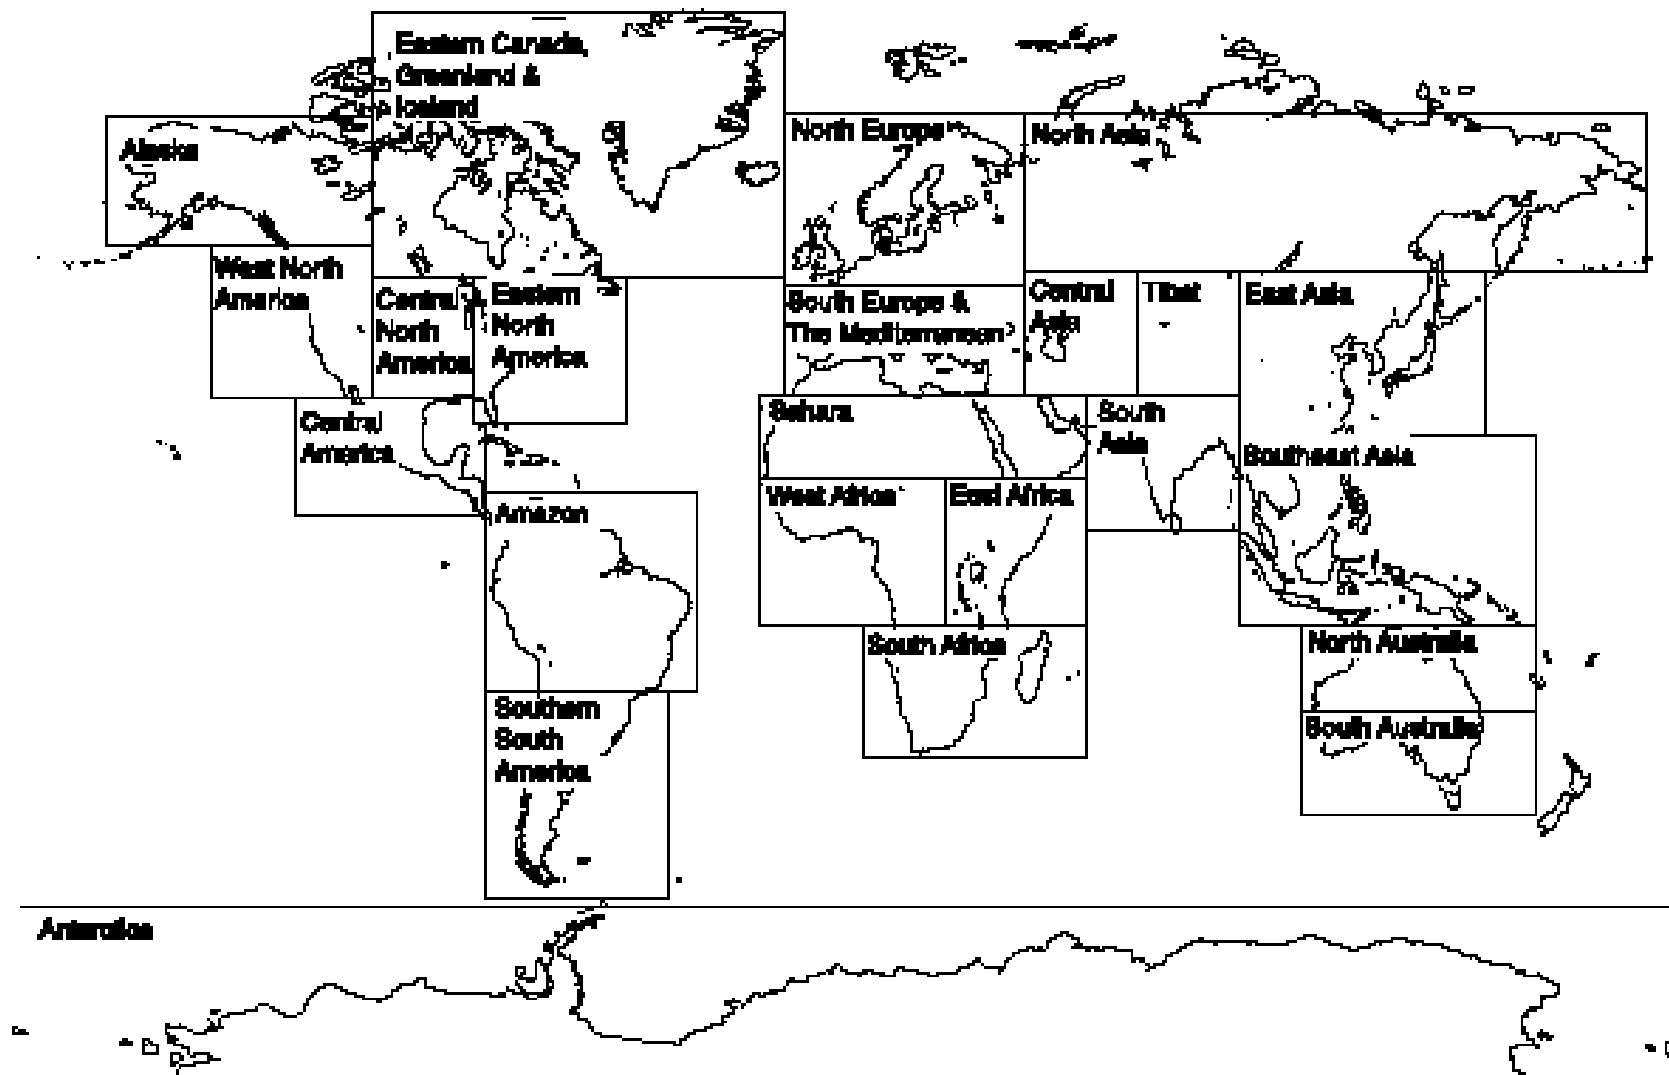 Eastern Canada,
Greenland &
Iceland
Alaska
North Europe
North Asia
West North
America
Central
North
America
Eastern
North
America
South Europe &
The Mediterranean
Central
Asia
Tibet
East Asia
Central
America
Sahara
South
Asia
Southeast Asia
West Africa
East Africa
Amazon
South Africa
North Australia
Southern
South
America
South Australia
Antarctica